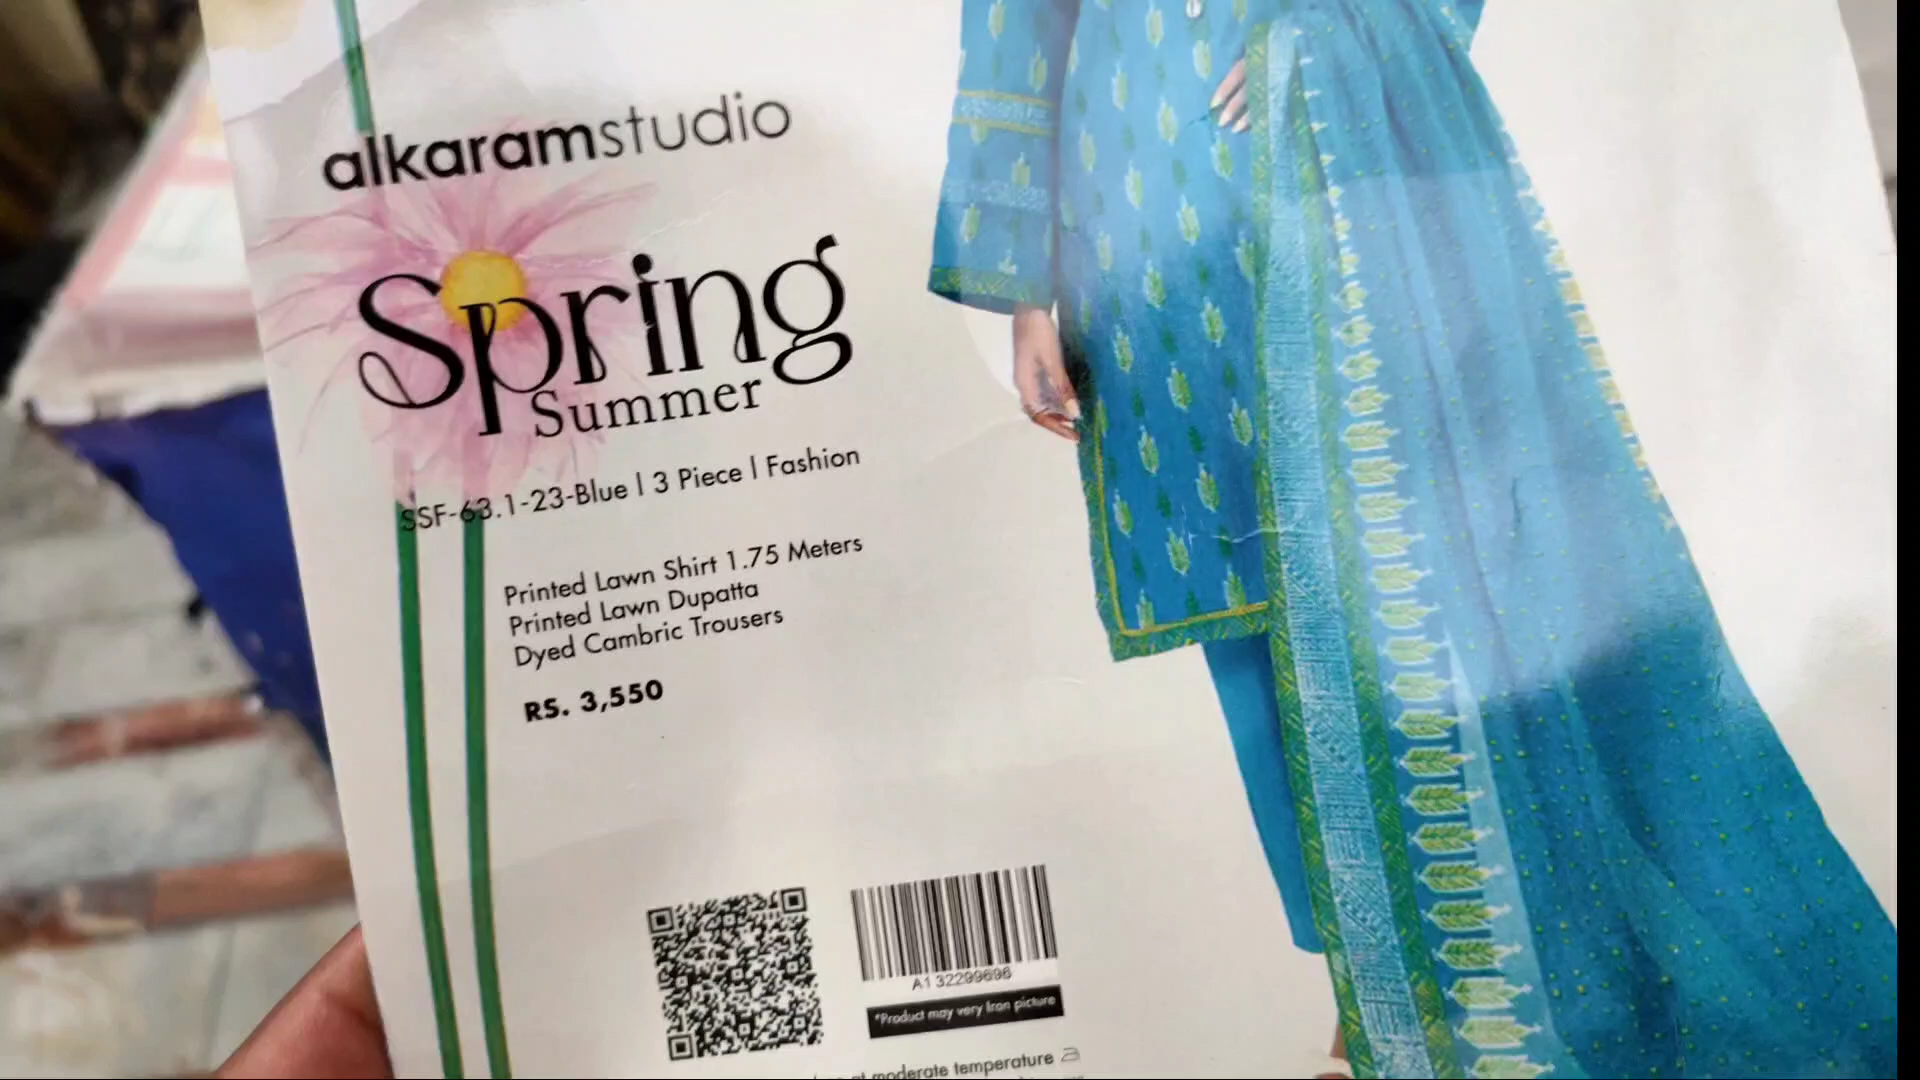 alkaramstudio
Spring
Summer
SSF-63.1-23-Blue | 3 Piece | Fashion
Printed Lawn Shirt 1.75 Meters
Printed Lawn Dupatta
Dyed Cambric Trousers
RS. 3,550
A1 32299696
*Product may very from picture
at moderate temperature